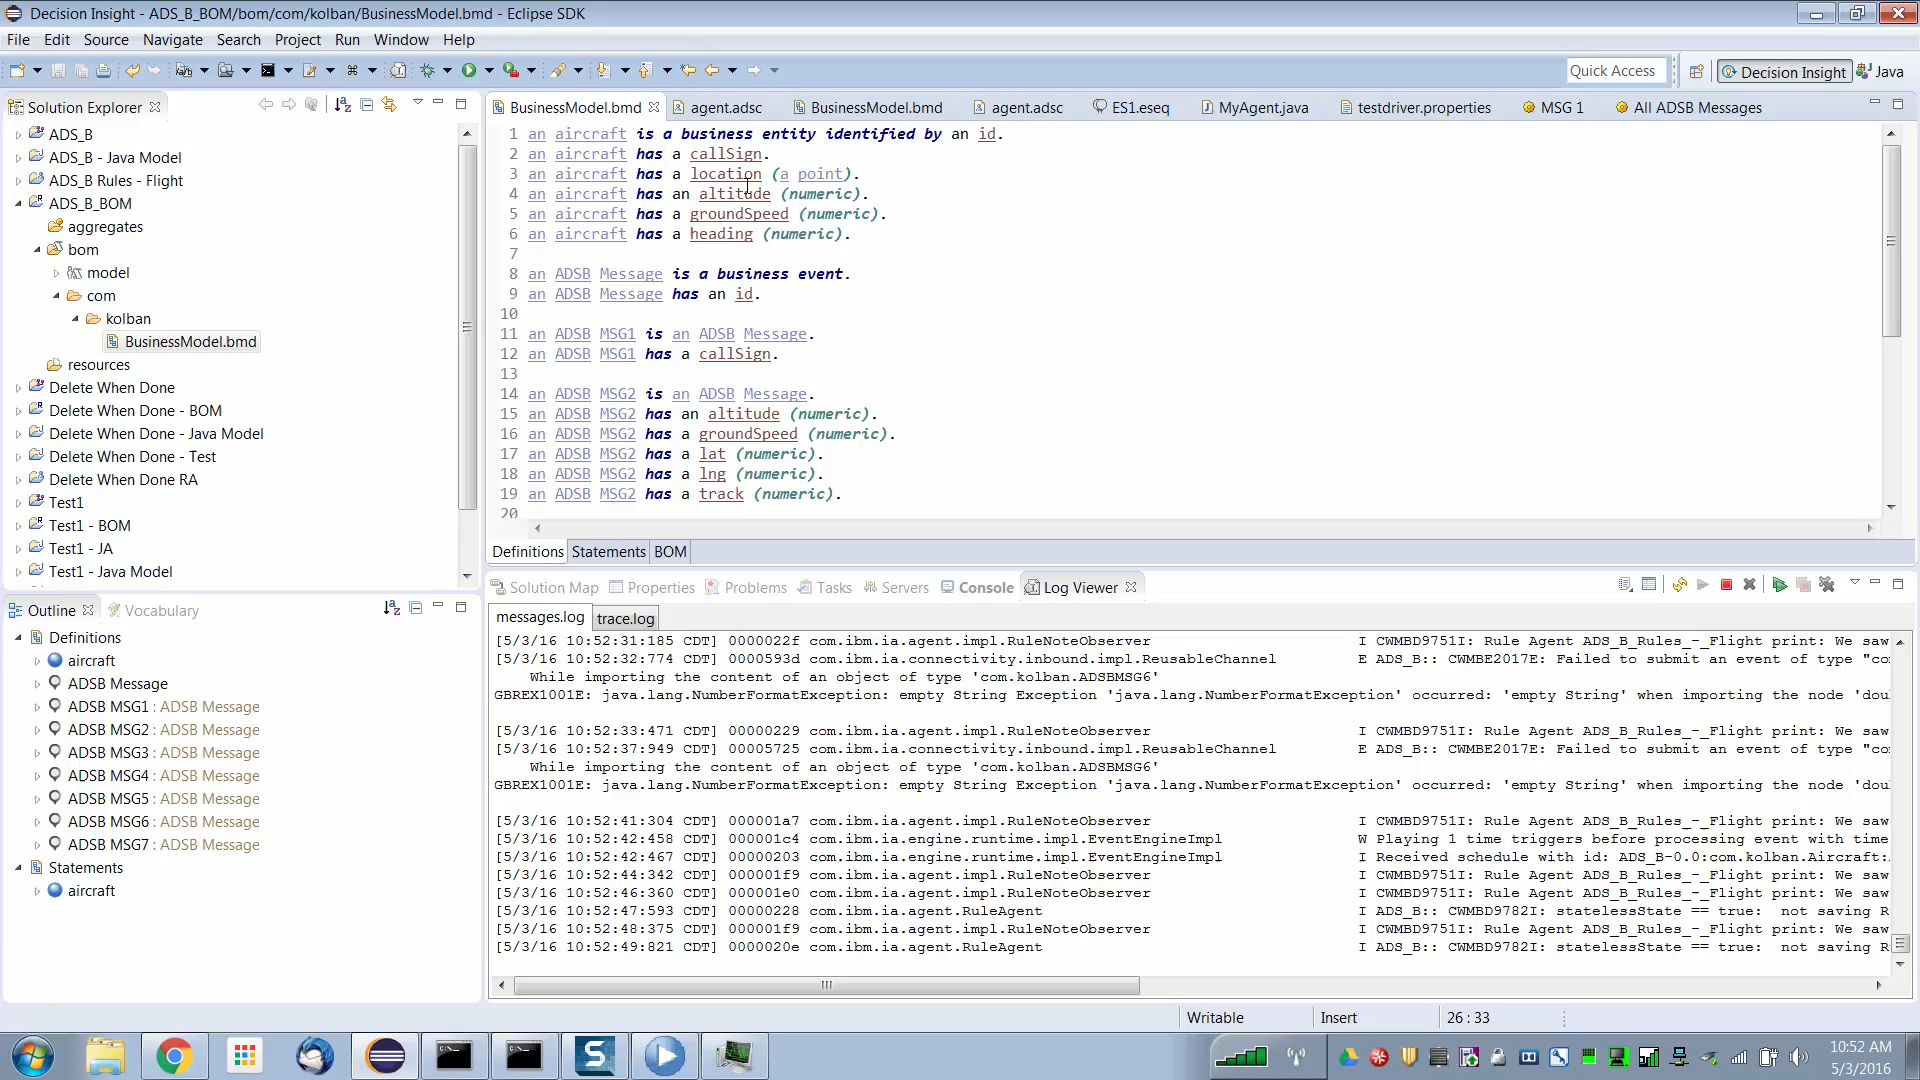 Decision Insight - ADS_B_BOM/bom/com/kolban/BusinessModel.bmd - Eclipse SDK
File Edit Source Navigate Search Project Run Window Help
Quick Access
Decision Insight
Java
Solution Explorer
ADS_B
ADS_B - Java Model
ADS_B Rules - Flight
ADS_B_BOM
aggregates
bom
model
com
kolban
BusinessModel.bmd
resources
Delete When Done
Delete When Done - BOM
Delete When Done - Java Model
Delete When Done - Test
Delete When Done RA
Test1
Test1 - BOM
Test1 - JA
Test1 - Java Model
BusinessModel.bmd agent.adsc BusinessModel.bmd agent.adsc ES1.eseq MyAgent.java testdriver.properties MSG 1 All ADSB Messages
1 an aircraft is a business entity identified by an id.
2 an aircraft has a callSign.
3 an aircraft has a location (a point).
4 an aircraft has an altitude (numeric).
5 an aircraft has a groundSpeed (numeric).
6 an aircraft has a heading (numeric).
7
8 an ADSB Message is a business event.
9 an ADSB Message has an id.
10
11 an ADSB MSG1 is an ADSB Message.
12 an ADSB MSG1 has a callSign.
13
14 an ADSB MSG2 is an ADSB Message.
15 an ADSB MSG2 has an altitude (numeric).
16 an ADSB MSG2 has a groundSpeed (numeric).
17 an ADSB MSG2 has a lat (numeric).
18 an ADSB MSG2 has a lng (numeric).
19 an ADSB MSG2 has a track (numeric).
20
Definitions Statements BOM
Outline Vocabulary
Definitions
aircraft
ADSB Message
ADSB MSG1 : ADSB Message
ADSB MSG2 : ADSB Message
ADSB MSG3 : ADSB Message
ADSB MSG4 : ADSB Message
ADSB MSG5 : ADSB Message
ADSB MSG6 : ADSB Message
ADSB MSG7 : ADSB Message
Statements
aircraft
Solution Map Properties Problems Tasks Servers Console Log Viewer
messages.log trace.log
[5/3/16 10:52:31:185 CDT] 0000022f com.ibm.ia.agent.impl.RuleNoteObserver I CWMBD9751I: Rule Agent ADS_B_Rules_-_Flight print: We saw
[5/3/16 10:52:32:774 CDT] 0000593d com.ibm.ia.connectivity.inbound.impl.ReusableChannel E ADS_B:: CWMBE2017E: Failed to submit an event of type "co
While importing the content of an object of type 'com.kolban.ADSBMSG6'
GBREX1001E: java.lang.NumberFormatException: empty String Exception 'java.lang.NumberFormatException' occurred: 'empty String' when importing the node 'dou
[5/3/16 10:52:33:471 CDT] 00000229 com.ibm.ia.agent.impl.RuleNoteObserver I CWMBD9751I: Rule Agent ADS_B_Rules_-_Flight print: We saw
[5/3/16 10:52:37:949 CDT] 00005725 com.ibm.ia.connectivity.inbound.impl.ReusableChannel E ADS_B:: CWMBE2017E: Failed to submit an event of type "co
While importing the content of an object of type 'com.kolban.ADSBMSG6'
GBREX1001E: java.lang.NumberFormatException: empty String Exception 'java.lang.NumberFormatException' occurred: 'empty String' when importing the node 'dou
[5/3/16 10:52:41:304 CDT] 000001a7 com.ibm.ia.agent.impl.RuleNoteObserver I CWMBD9751I: Rule Agent ADS_B_Rules_-_Flight print: We saw
[5/3/16 10:52:42:458 CDT] 000001c4 com.ibm.ia.engine.runtime.impl.EventEngineImpl W Playing 1 time triggers before processing event with time
[5/3/16 10:52:42:467 CDT] 00000203 com.ibm.ia.engine.runtime.impl.EventEngineImpl I Received schedule with id: ADS_B-0.0:com.kolban.Aircraft:
[5/3/16 10:52:44:342 CDT] 000001f9 com.ibm.ia.agent.impl.RuleNoteObserver I CWMBD9751I: Rule Agent ADS_B_Rules_-_Flight print: We saw
[5/3/16 10:52:46:360 CDT] 000001e0 com.ibm.ia.agent.impl.RuleNoteObserver I CWMBD9751I: Rule Agent ADS_B_Rules_-_Flight print: We saw
[5/3/16 10:52:47:593 CDT] 00000228 com.ibm.ia.agent.RuleAgent I ADS_B:: CWMBD9782I: statelessState == true: not saving R
[5/3/16 10:52:48:375 CDT] 000001f9 com.ibm.ia.agent.impl.RuleNoteObserver I CWMBD9751I: Rule Agent ADS_B_Rules_-_Flight print: We saw
[5/3/16 10:52:49:821 CDT] 0000020e com.ibm.ia.agent.RuleAgent I ADS_B:: CWMBD9782I: statelessState == true: not saving R
Writable Insert 26 : 33
10:52 AM
5/3/2016